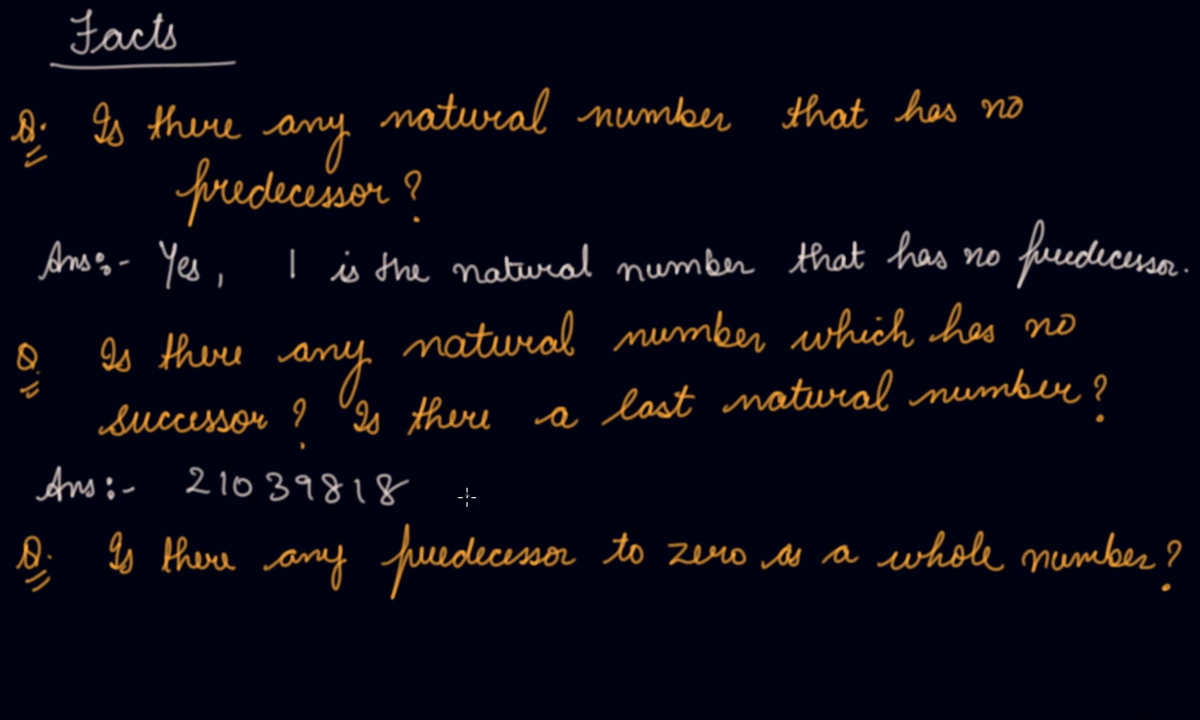 Facts
Q. Is there any natural number that has no
predecessor?
Ans:- Yes, 1 is the natural number that has no predecessor.
Q. Is there any natural number which has no
successor? Is there a last natural number?
Ans:- 21039818
Q. Is there any predecessor to zero as a whole number?